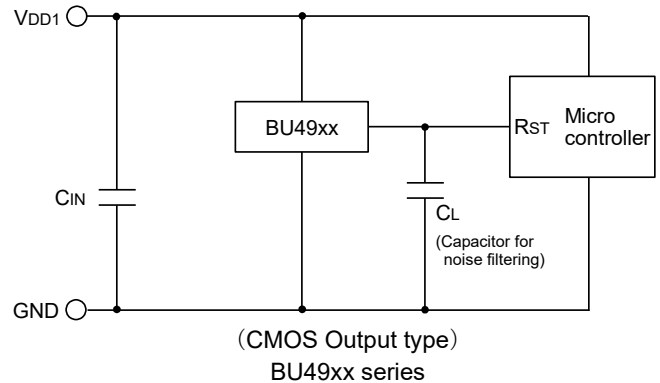 VDD1
BU49xx
RST
Micro
controller
CIN
CL
(Capacitor for
noise filtering)
GND
（CMOS Output type）
BU49xx series